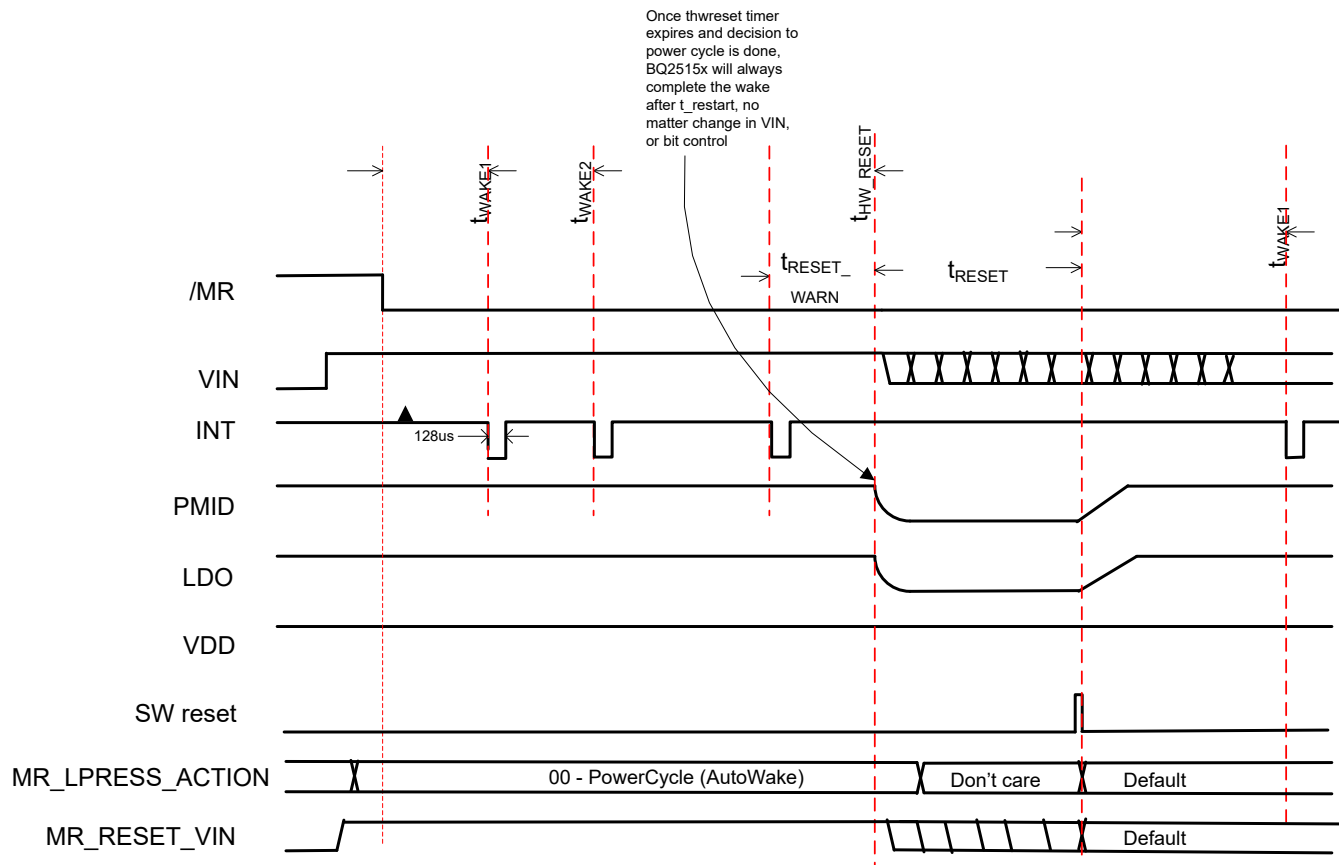 Once thwreset timer
expires and decision to
power cycle is done,
BQ2515x will always
complete the wake
after t_restart, no
matter change in VIN,
or bit control
tWAKE1
tWAKE2
tHW_RESET
tWAKE1
tRESET_
WARN
tRESET
/MR
VIN
INT
128us
PMID
LDO
VDD
SW reset
MR_LPRESS_ACTION
00 - PowerCycle (AutoWake)
Don't care
Default
MR_RESET_VIN
Default